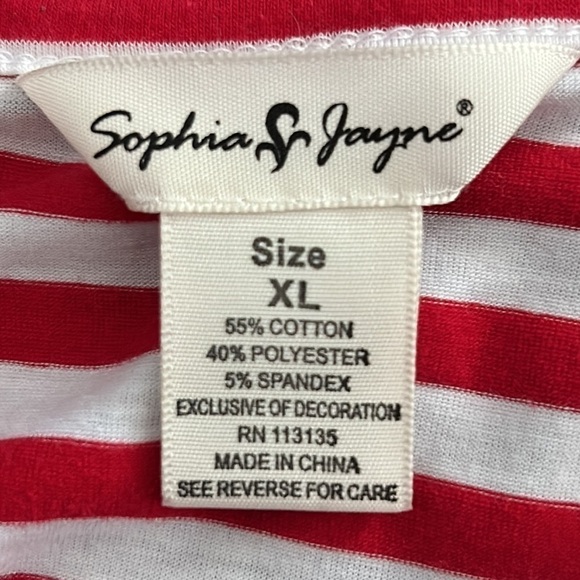 Sophia Jayne®
Size
XL
55% COTTON
40% POLYESTER
5% SPANDEX
EXCLUSIVE OF DECORATION
RN 113135
MADE IN CHINA
SEE REVERSE FOR CARE